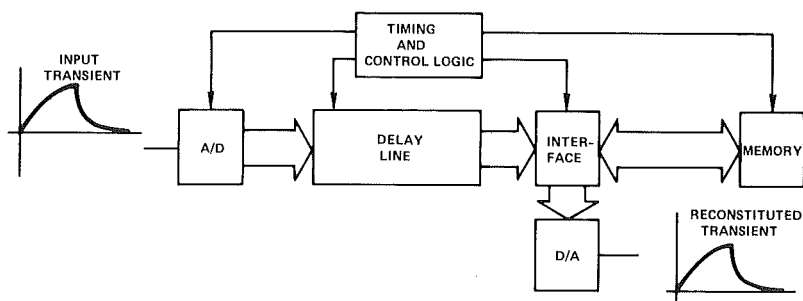 INPUT
TRANSIENT
TIMING
AND
CONTROL LOGIC
A/D
DELAY
LINE
INTER-
FACE
MEMORY
D/A
RECONSTITUTED
TRANSIENT